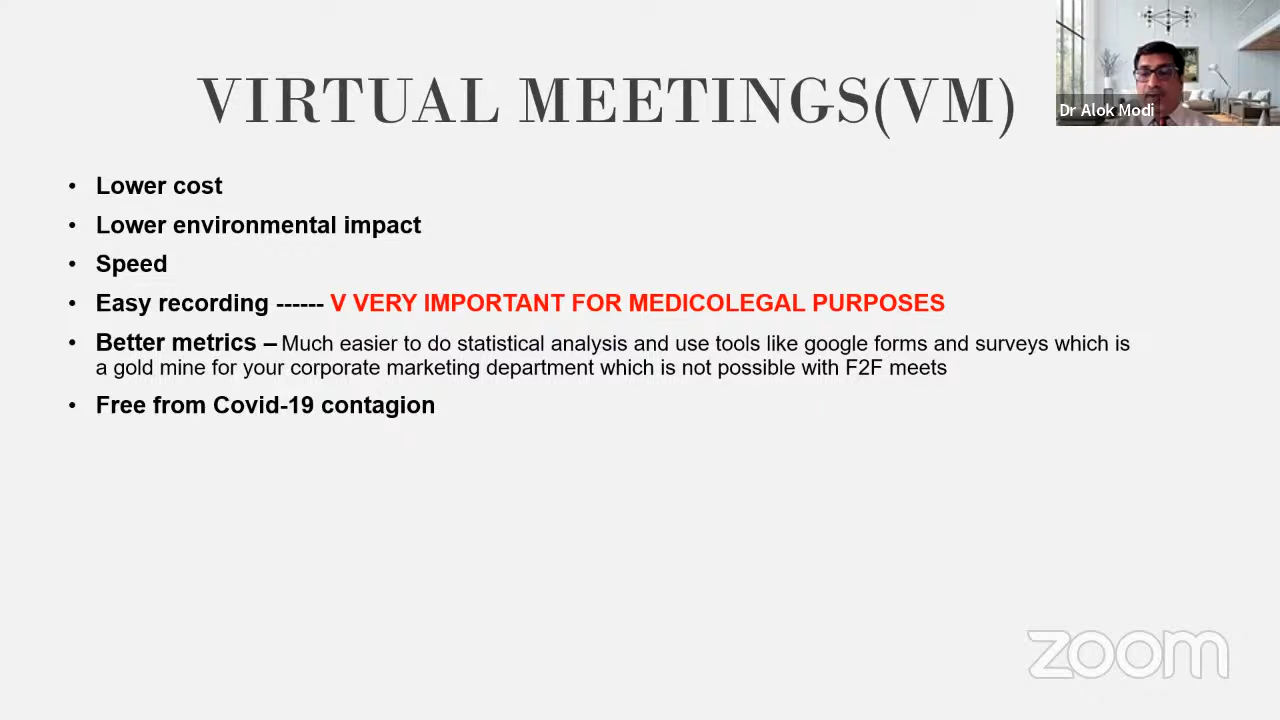 VIRTUAL MEETINGS(VM)
Dr Alok Modi
• Lower cost
• Lower environmental impact
• Speed
• Easy recording ------ V VERY IMPORTANT FOR MEDICOLEGAL PURPOSES
• Better metrics – Much easier to do statistical analysis and use tools like google forms and surveys which is
a gold mine for your corporate marketing department which is not possible with F2F meets
• Free from Covid-19 contagion
zoom